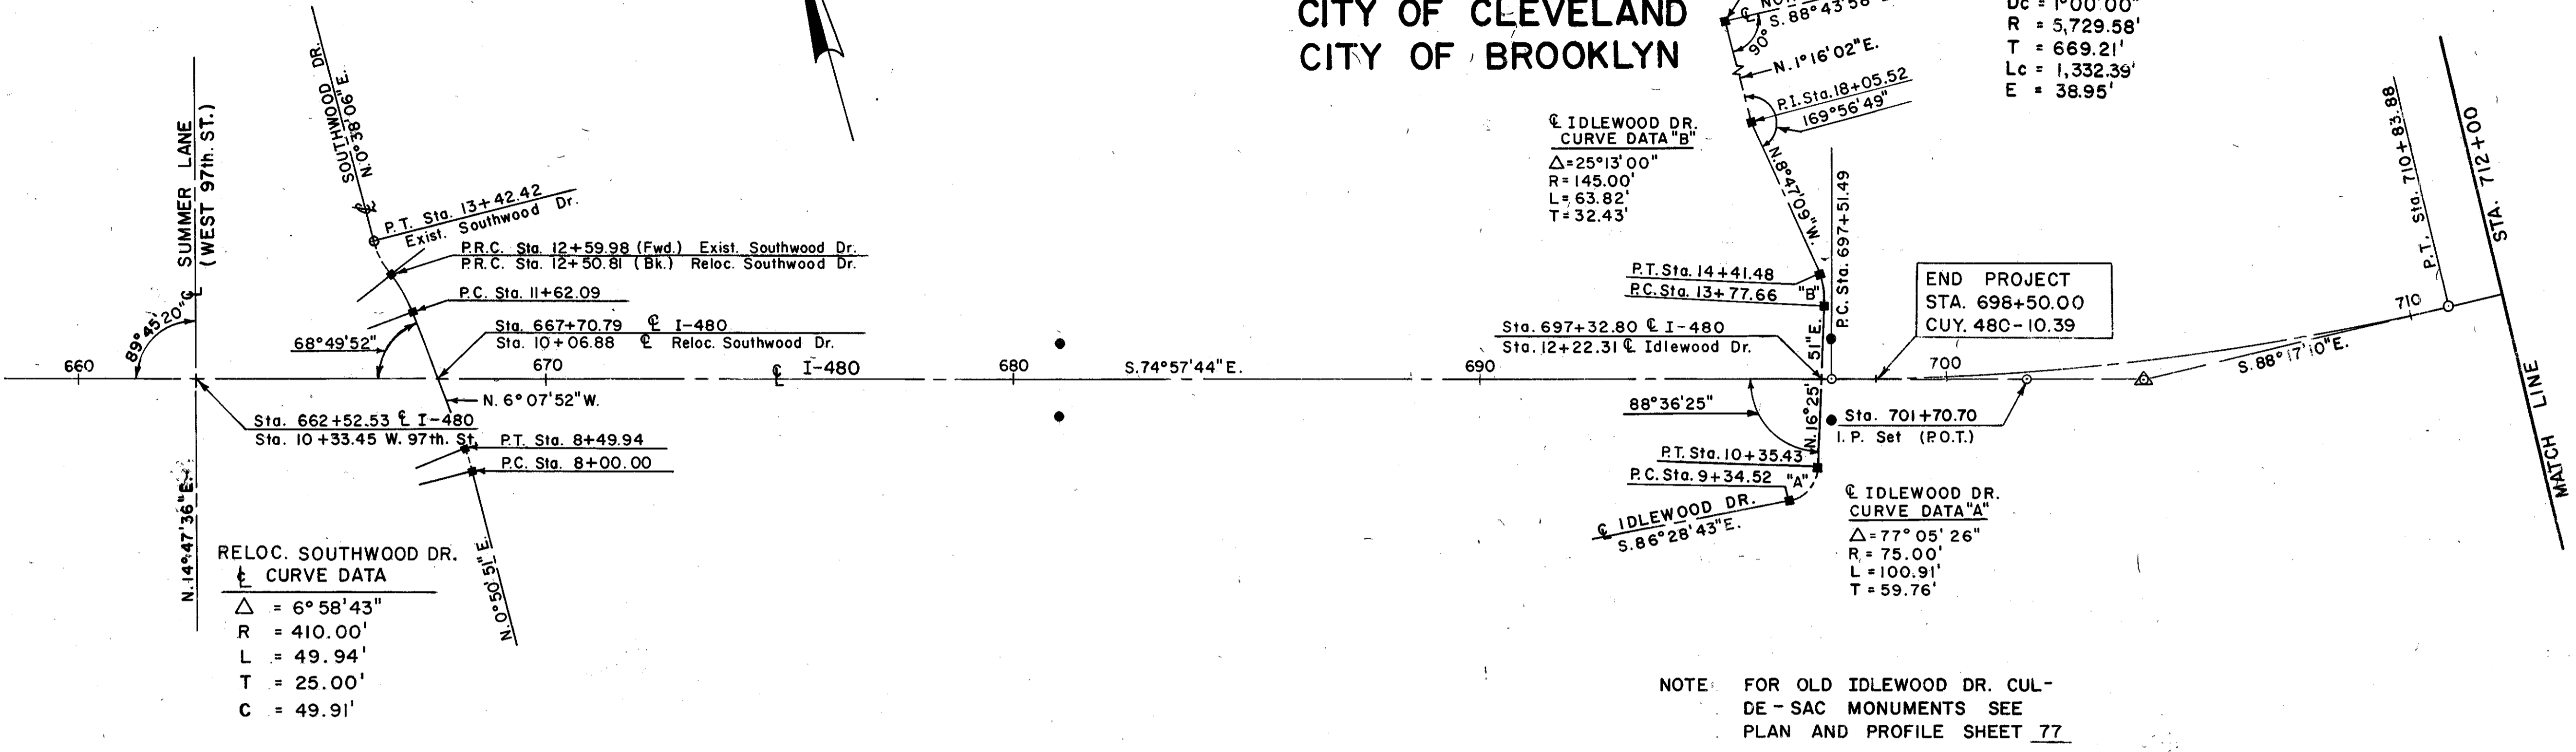 CITY OF CLEVELAND
CITY OF BROOKLYN
S. 88°43'58"
90°
N. 1°16'02"E.
P.I. Sta. 18+05.52
169°56'49"
N. 8°47'09"W.
Dc = 1°00'00"
R = 5,729.58'
T = 669.21'
Lc = 1,332.39'
E = 38.95'
P.T. Sta. 710+83.88
STA. 712+00
MATCH LINE
SUMMER LANE
(WEST 97th. ST.)
℄
89°45'20"
N. 14°47'36"E.
SOUTHWOOD DR.
N. 0°38'06"E.
℄
P.T. Sta. 13+42.42
Exist. Southwood Dr.
P.R.C. Sta. 12+59.98 (Fwd.) Exist. Southwood Dr.
P.R.C. Sta. 12+50.81 (Bk.) Reloc. Southwood Dr.
P.C. Sta. 11+62.09
68°49'52"
Sta. 667+70.79 ℄ I-480
Sta. 10+06.88 ℄ Reloc. Southwood Dr.
660
670
℄ I-480
680
S. 74°57'44"E.
690
700
710
S. 88°17'10"E.
N. 6°07'52"W.
Sta. 662+52.53 ℄ I-480
Sta. 10+33.45 W. 97th. St.
P.T. Sta. 8+49.94
P.C. Sta. 8+00.00
N. 0°50'51"E.
RELOC. SOUTHWOOD DR.
℄ CURVE DATA
△ = 6°58'43"
R = 410.00'
L = 49.94'
T = 25.00'
C = 49.91'
℄ IDLEWOOD DR.
CURVE DATA "B"
△=25°13'00"
R=145.00'
L=63.82'
T=32.43'
P.T. Sta. 14+41.48
P.C. Sta. 13+77.66 "B"
Sta. 697+32.80 ℄ I-480
Sta. 12+22.31 ℄ Idlewood Dr.
P.C. Sta. 697+51.49
N. 16°25'51"E.
END PROJECT
STA. 698+50.00
CUY. 480-10.39
88°36'25"
Sta. 701+70.70
I.P. Set (P.O.T.)
P.T. Sta. 10+35.43
P.C. Sta. 9+34.52 "A"
℄ IDLEWOOD DR.
S. 86°28'43"E.
℄ IDLEWOOD DR.
CURVE DATA "A"
△=77°05'26"
R = 75.00'
L = 100.91'
T = 59.76'
NOTE: FOR OLD IDLEWOOD DR. CUL-
DE-SAC MONUMENTS SEE
PLAN AND PROFILE SHEET 77